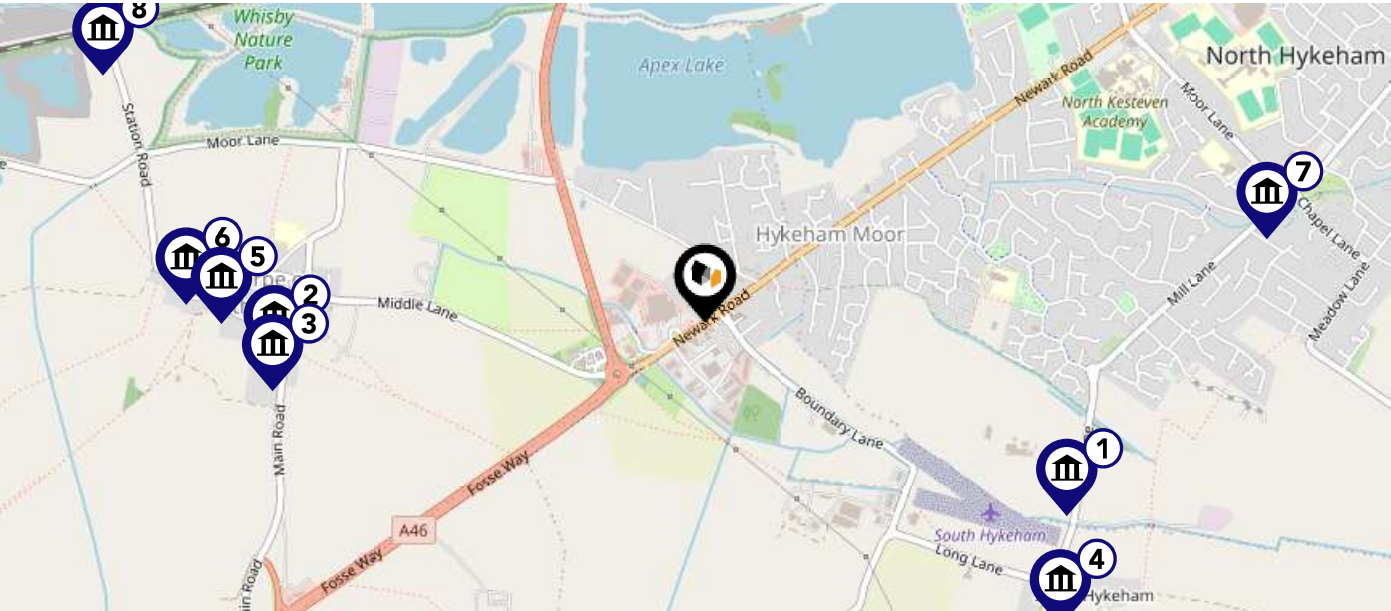 8
Whisby
Nature
Park
Apex Lake
North Hykeham
Newark Road
North Kesteven
Academy
Moor Lane
Station Road
Moor Lane
7
Chapel Lane
6
5
Hykeham Moor
Mill Lane
Meadow Lane
2
3
Middle Lane
Newark Road
Boundary Lane
Main Road
Fosse Way
1
A46
South Hykeham
Long Lane
4
Fosse Way
Main Road
Hykeham